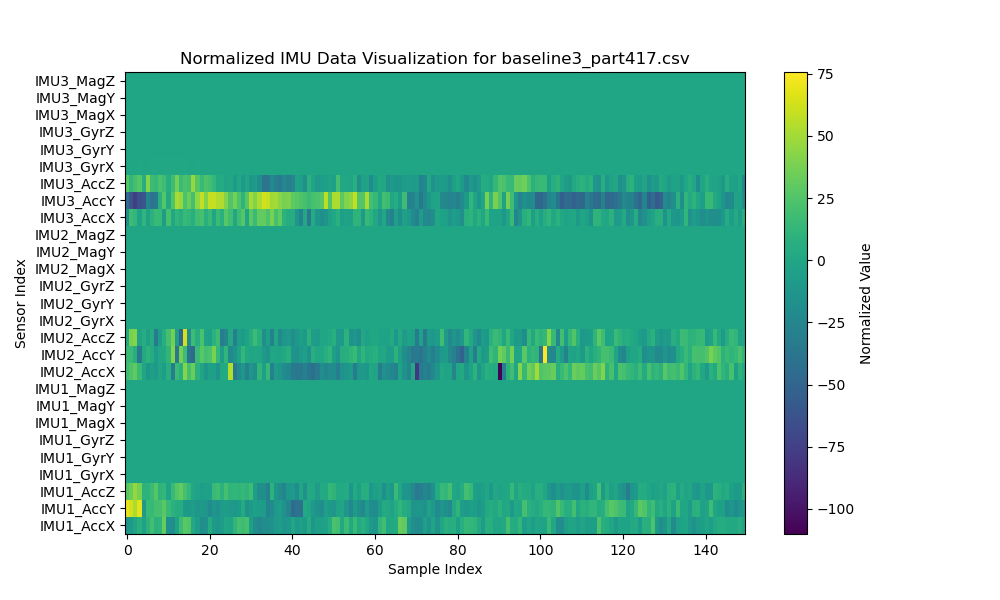 Normalized IMU Data Visualization for baseline3_part417.csv
IMU3_MagZ
IMU3_MagY
IMU3_MagX
IMU3_GyrZ
IMU3_GyrY
IMU3_GyrX
IMU3_AccZ
IMU3_AccY
IMU3_AccX
IMU2_MagZ
IMU2_MagY
IMU2_MagX
IMU2_GyrZ
IMU2_GyrY
IMU2_GyrX
IMU2_AccZ
IMU2_AccY
IMU2_AccX
IMU1_MagZ
IMU1_MagY
IMU1_MagX
IMU1_GyrZ
IMU1_GyrY
IMU1_GyrX
IMU1_AccZ
IMU1_AccY
IMU1_AccX
Sensor Index
0 20 40 60 80 100 120 140
Sample Index
75
50
25
0
−25
−50
−75
−100
Normalized Value